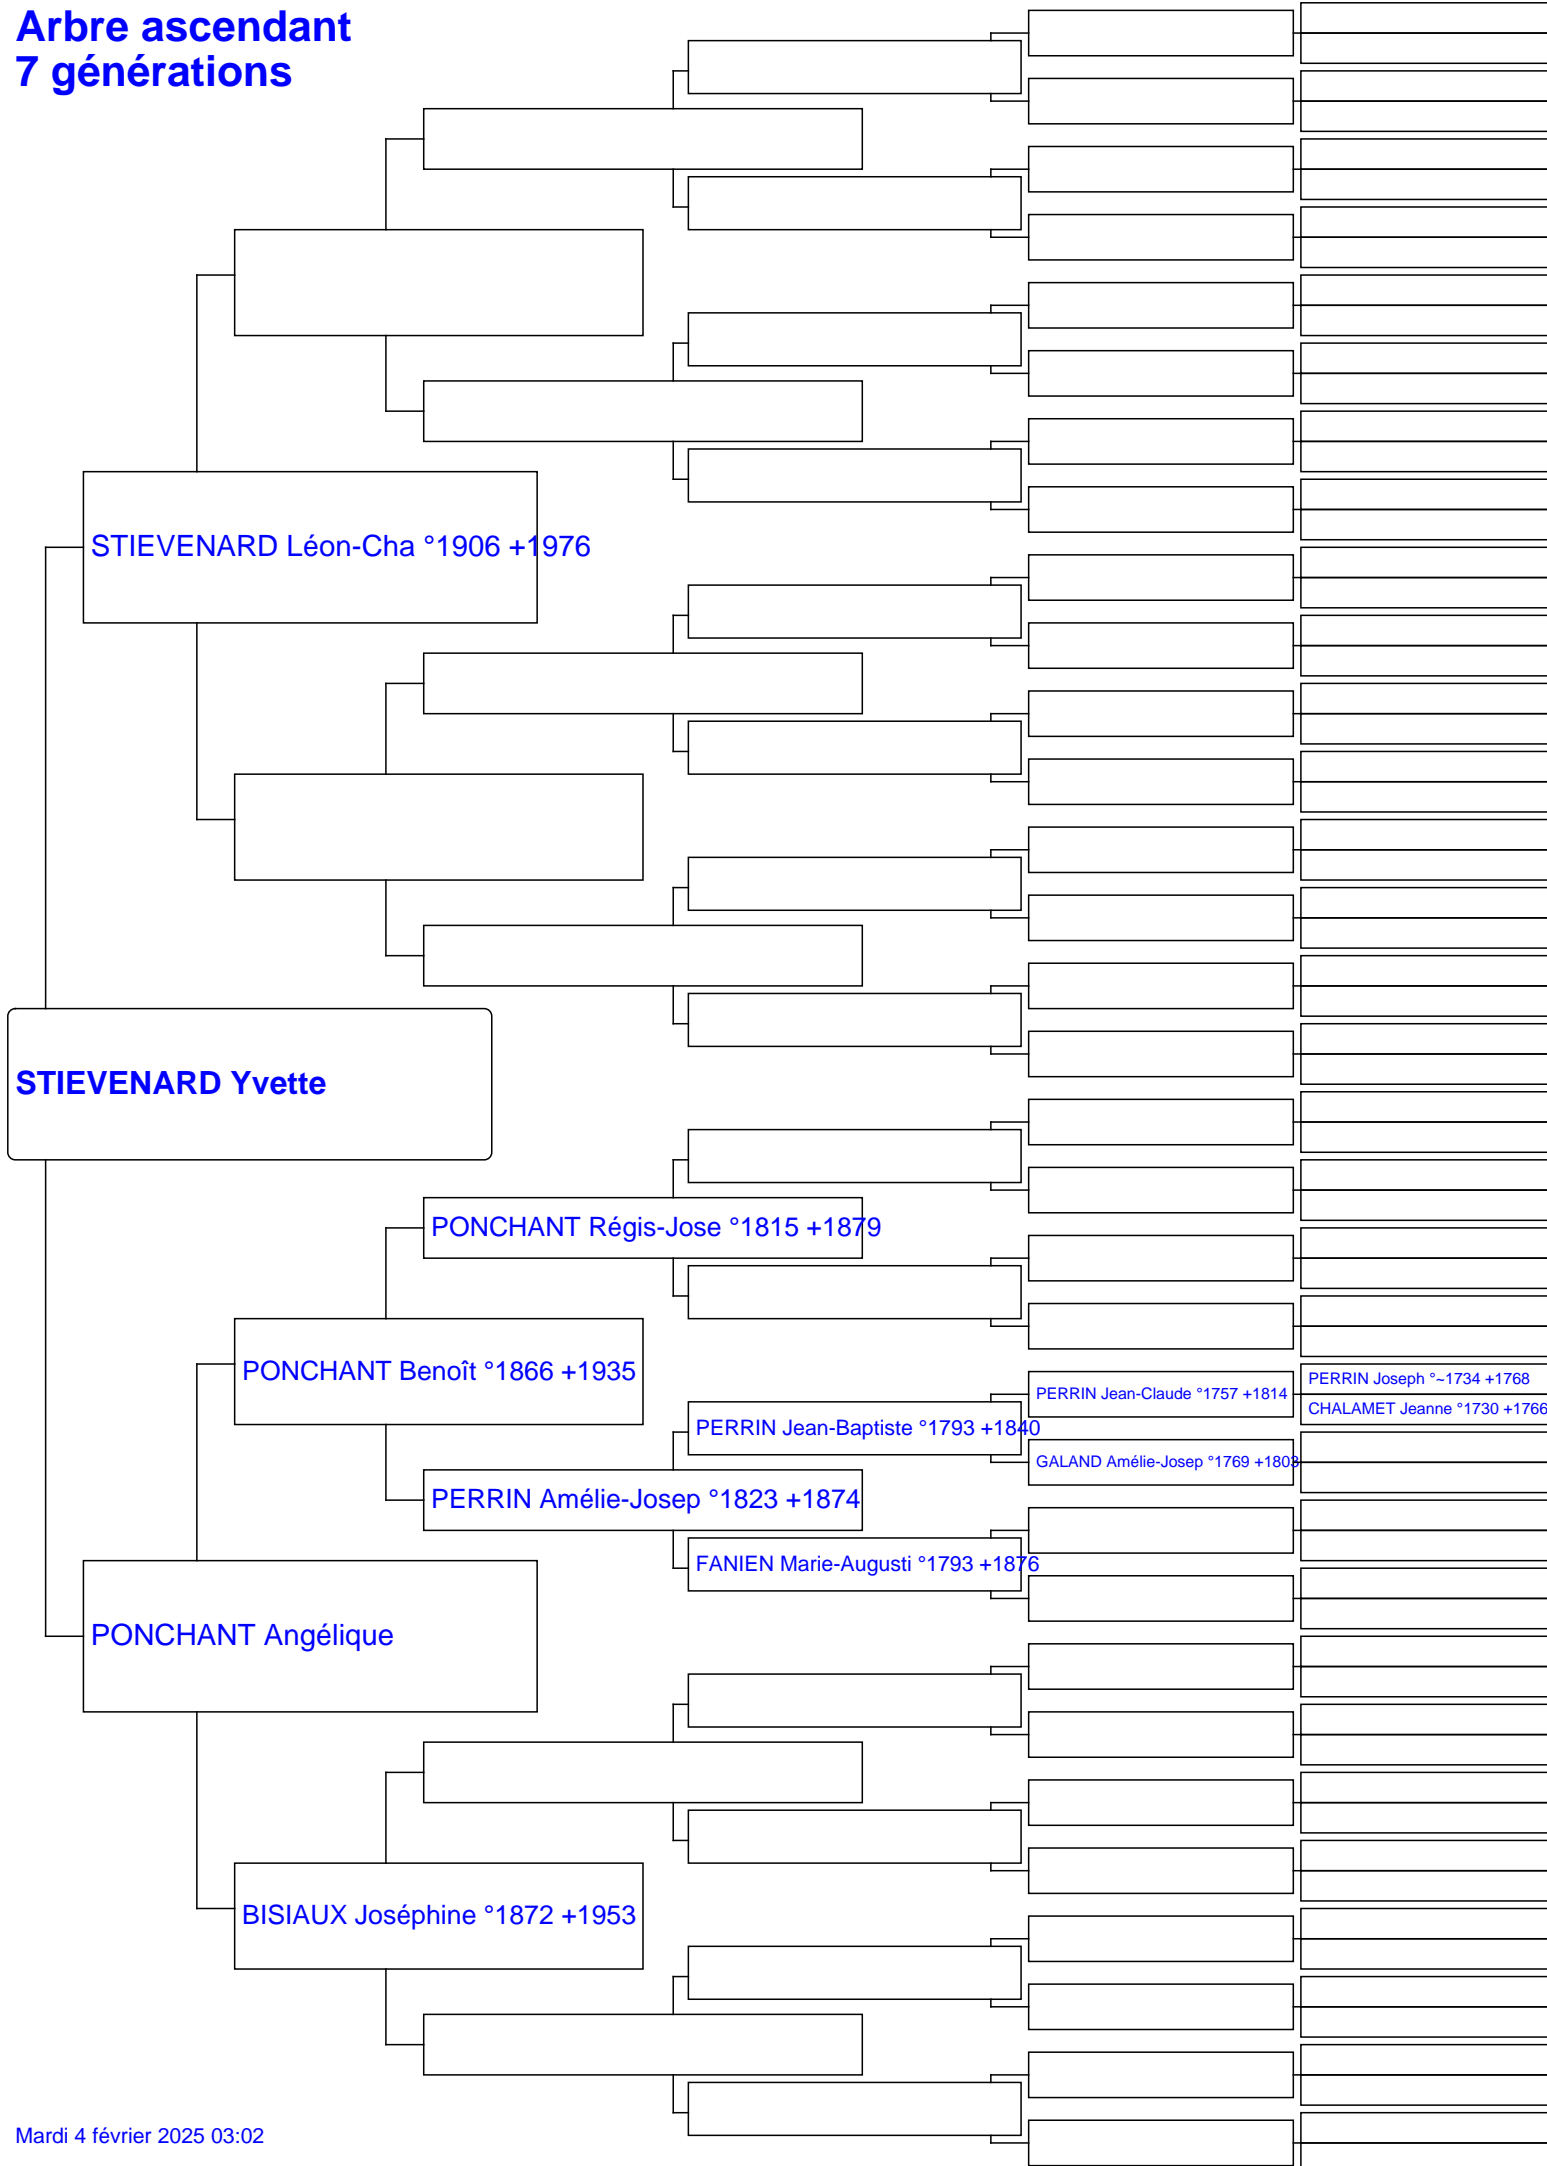 Arbre ascendant
7 générations
STIEVENARD Léon-Cha °1906 +1976
STIEVENARD Yvette
PONCHANT Régis-Jose °1815 +1879
PONCHANT Benoît °1866 +1935
PERRIN Joseph °~1734 +1768
PERRIN Jean-Claude °1757 +1814
CHALAMET Jeanne °1730 +1766
PERRIN Jean-Baptiste °1793 +1840
GALAND Amélie-Josep °1769 +1803
PERRIN Amélie-Josep °1823 +1874
FANIEN Marie-Augusti °1793 +1876
PONCHANT Angélique
BISIAUX Joséphine °1872 +1953
Mardi 4 février 2025 03:02